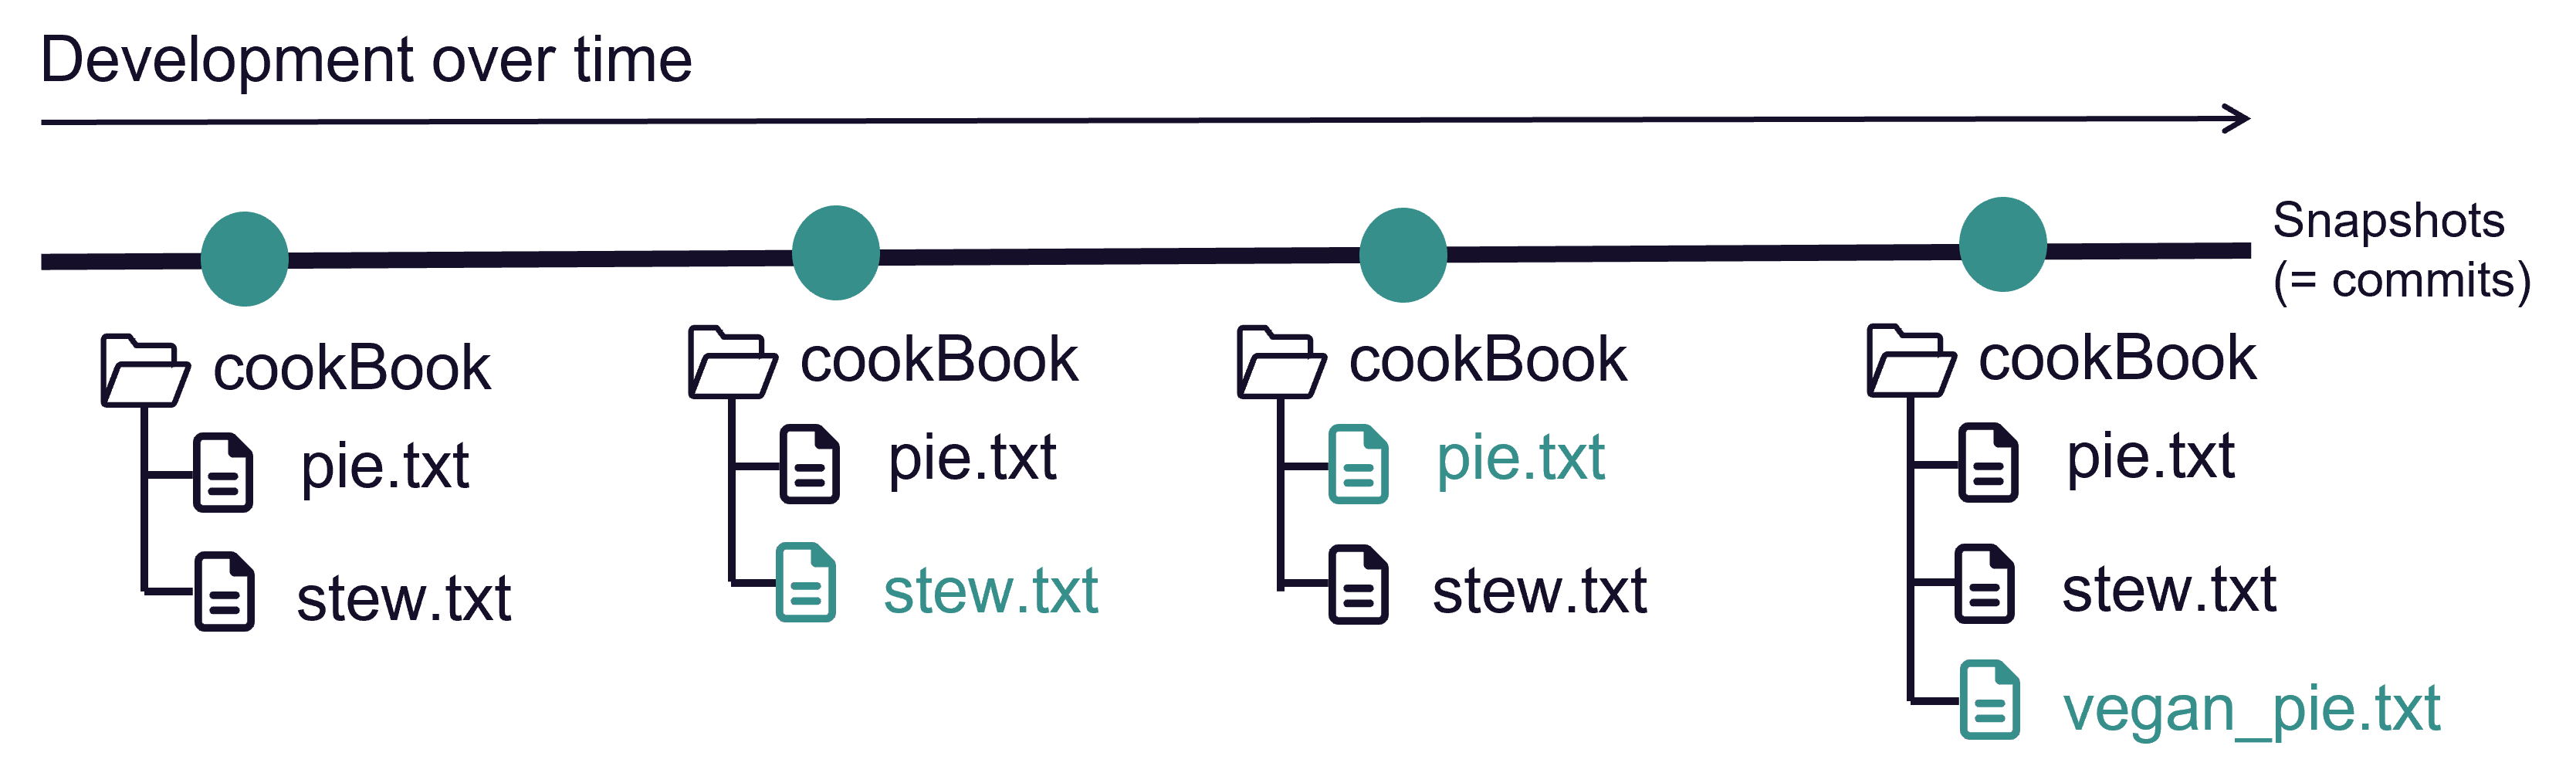 Development over time
Snapshots
(= commits)
cookBook
pie.txt
stew.txt
cookBook
pie.txt
stew.txt
cookBook
pie.txt
stew.txt
cookBook
pie.txt
stew.txt
vegan_pie.txt